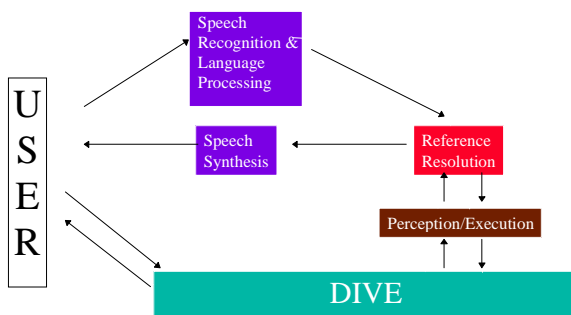 Speech
Recognition &
Language
Processing
U
S
E
R
Speech
Synthesis
Reference
Resolution
Perception/Execution
DIVE